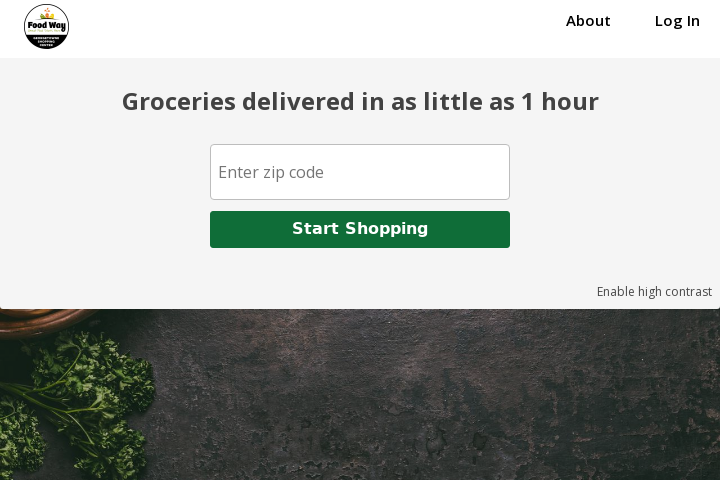 Food Way
About
Log In
Groceries delivered in as little as 1 hour
Enter zip code
Start Shopping
Enable high contrast